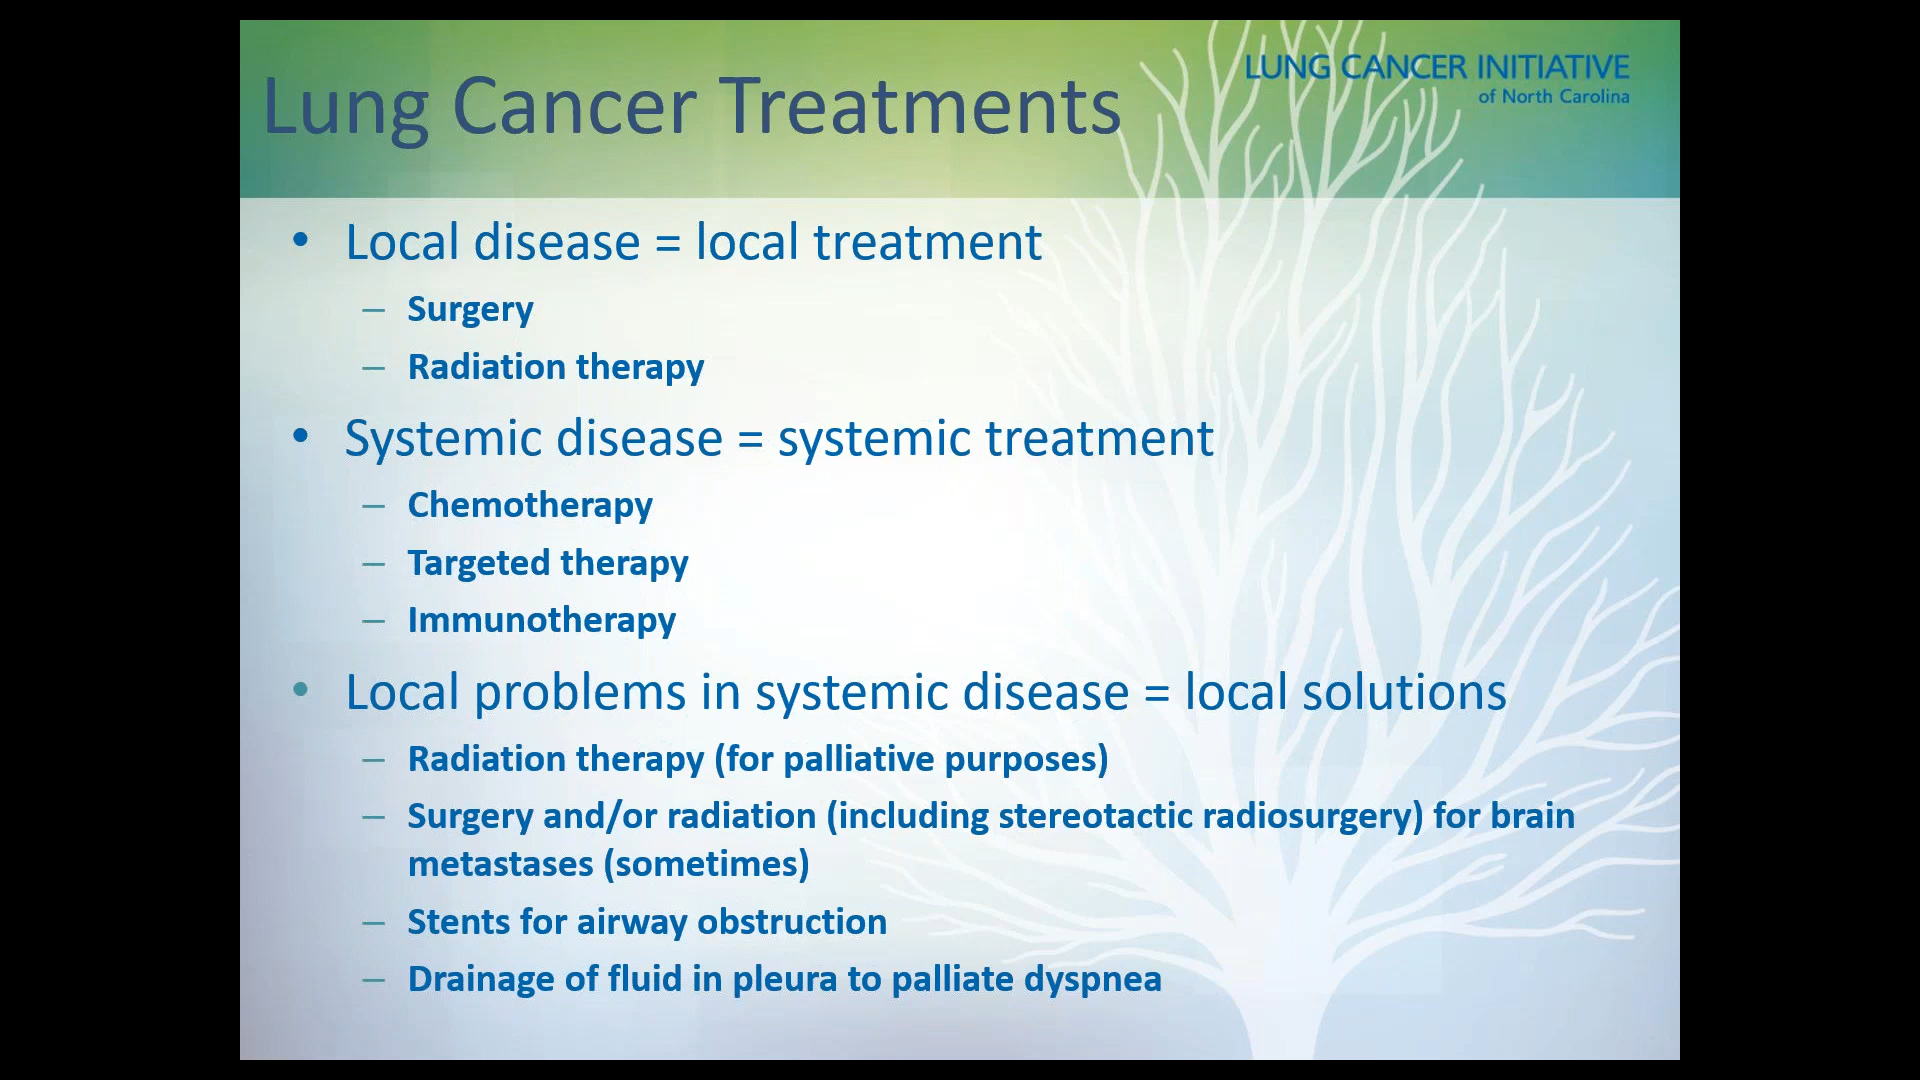 Lung Cancer Treatments
LUNG CANCER INITIATIVE
of North Carolina
• Local disease = local treatment
– Surgery
– Radiation therapy
• Systemic disease = systemic treatment
– Chemotherapy
– Targeted therapy
– Immunotherapy
• Local problems in systemic disease = local solutions
– Radiation therapy (for palliative purposes)
– Surgery and/or radiation (including stereotactic radiosurgery) for brain
metastases (sometimes)
– Stents for airway obstruction
– Drainage of fluid in pleura to palliate dyspnea